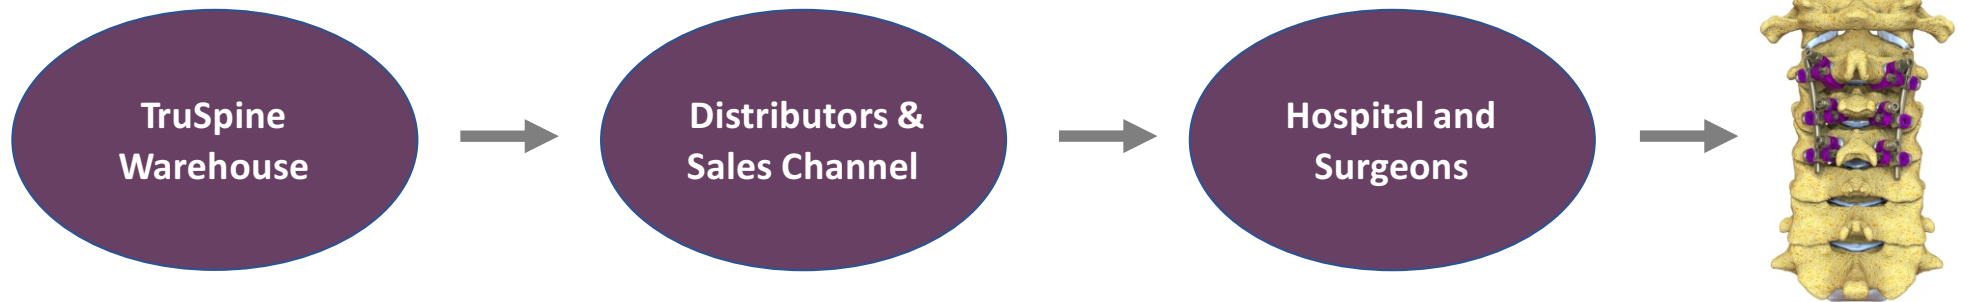 TruSpine
Warehouse
Distributors &
Sales Channel
Hospital and
Surgeons